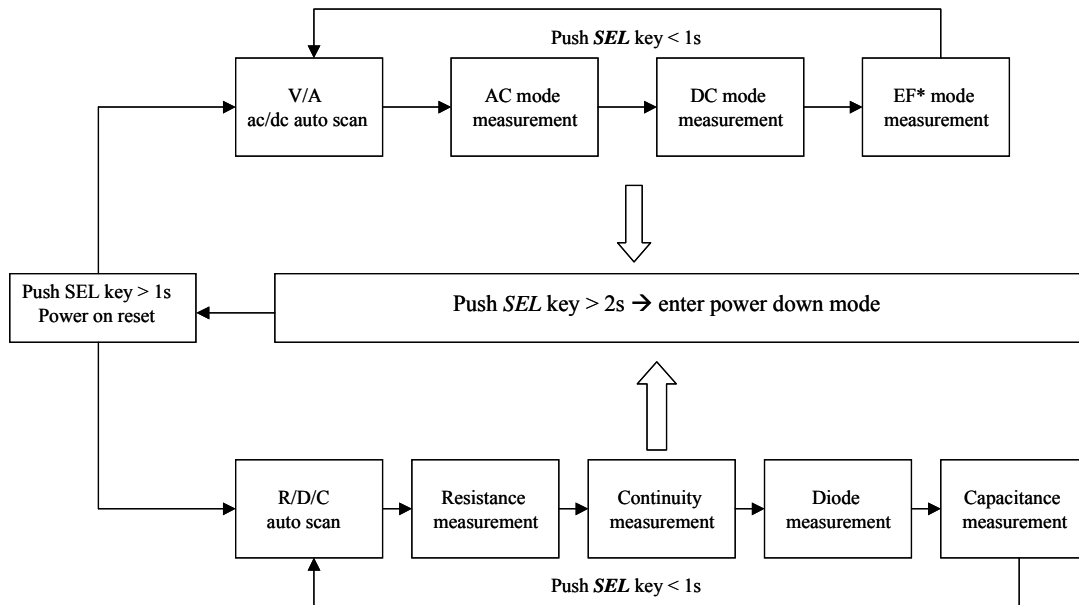 Push SEL key < 1s
V/A
ac/dc auto scan
AC mode
measurement
DC mode
measurement
EF* mode
measurement
Push SEL key > 1s
Power on reset
Push SEL key > 2s → enter power down mode
R/D/C
auto scan
Resistance
measurement
Continuity
measurement
Diode
measurement
Capacitance
measurement
Push SEL key < 1s